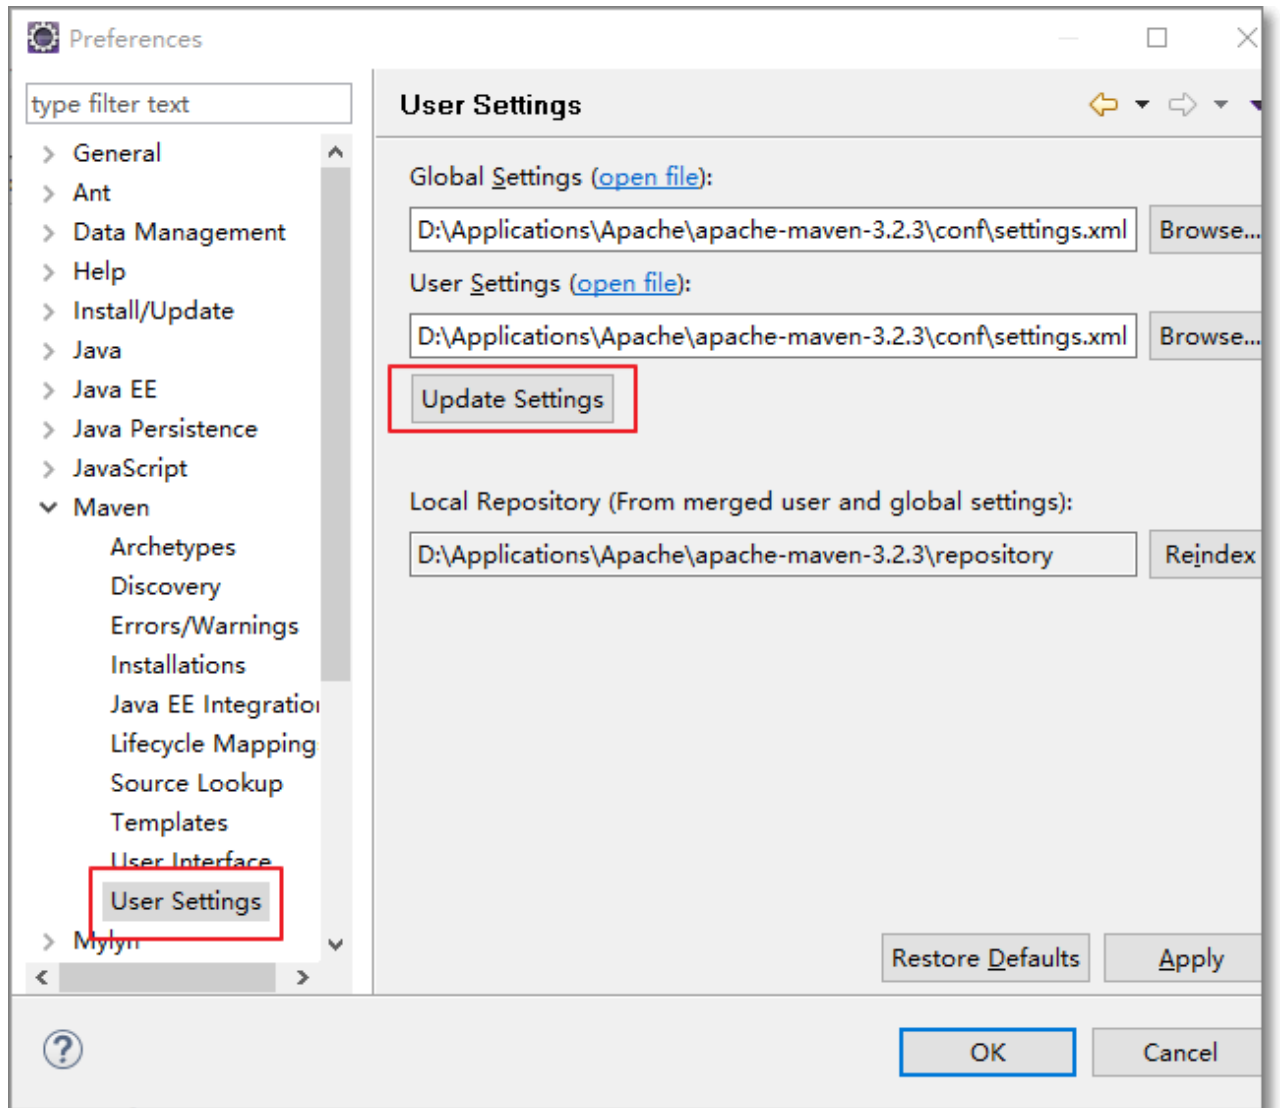 Preferences
type filter text
General
Ant
Data Management
Help
Install/Update
Java
Java EE
Java Persistence
JavaScript
Maven
Archetypes
Discovery
Errors/Warnings
Installations
Java EE Integration
Lifecycle Mapping
Source Lookup
Templates
User Interface
User Settings
Mylyn
User Settings
Global Settings (open file):
D:\Applications\Apache\apache-maven-3.2.3\conf\settings.xml
Browse...
User Settings (open file):
D:\Applications\Apache\apache-maven-3.2.3\conf\settings.xml
Browse...
Update Settings
Local Repository (From merged user and global settings):
D:\Applications\Apache\apache-maven-3.2.3\repository
Reindex
Restore Defaults
Apply
?
OK
Cancel